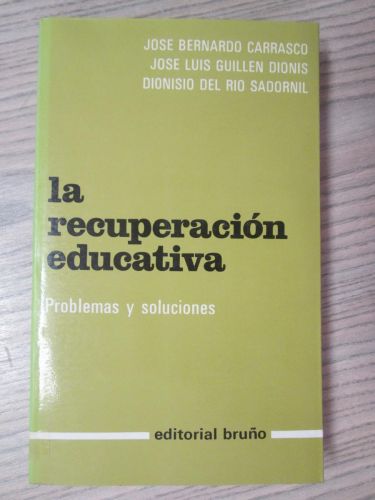 JOSE BERNARDO CARRASCO
JOSE LUIS GUILLEN DIONIS
DIONISIO DEL RIO SADORNIL
la
recuperación
educativa
Problemas y soluciones
editorial bruño